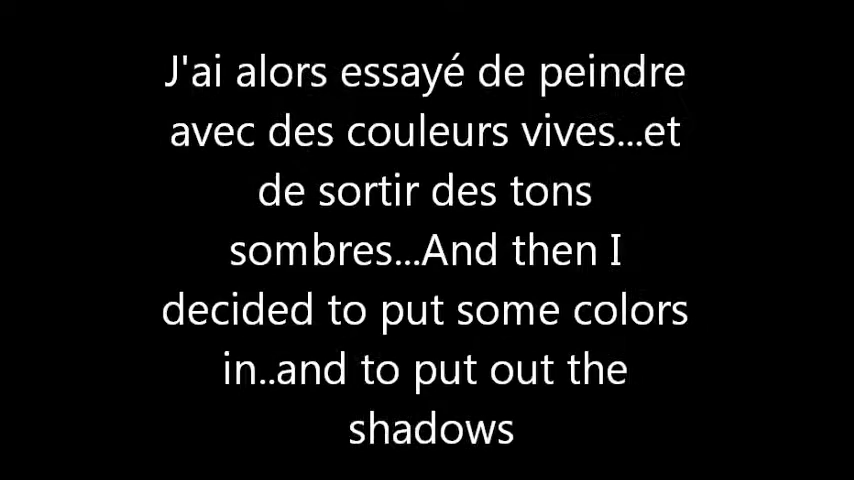 J'ai alors essayé de peindre
avec des couleurs vives...et
de sortir des tons
sombres...And then I
decided to put some colors
in..and to put out the
shadows